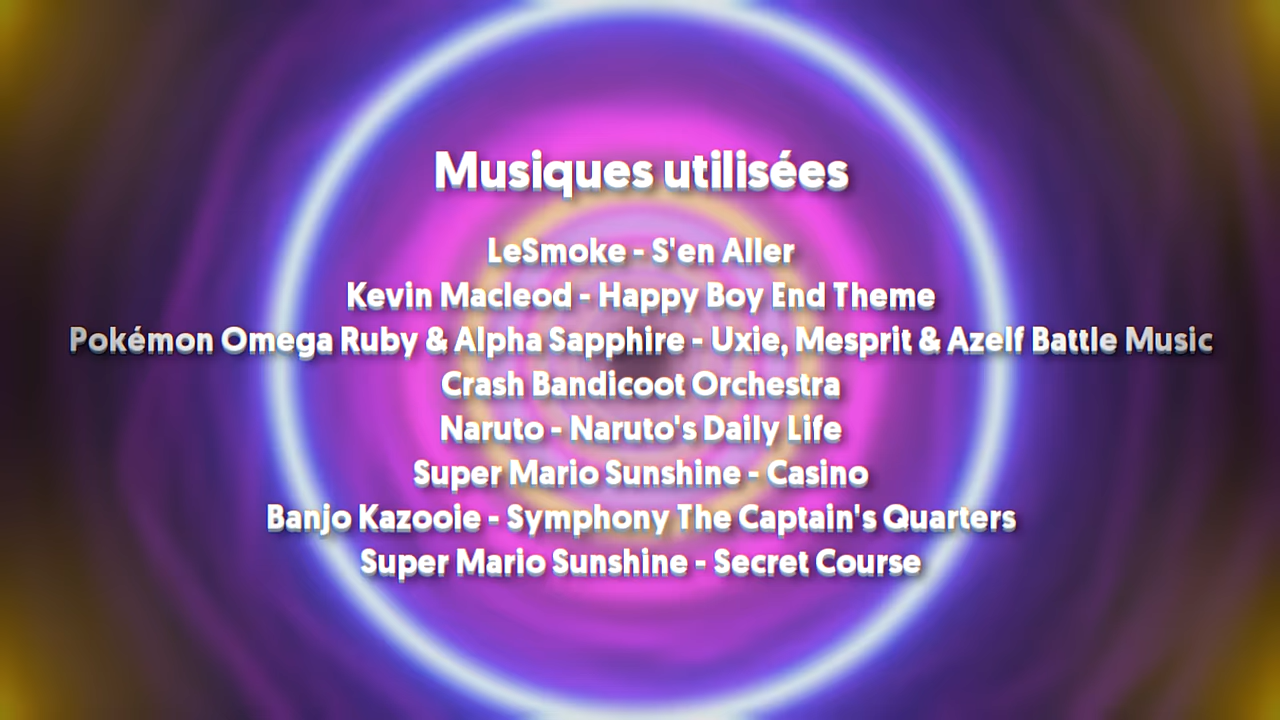 Musiques utilisées
LeSmoke - S'en Aller
Kevin Macleod - Happy Boy End Theme
Pokémon Omega Ruby & Alpha Sapphire - Uxie, Mesprit & Azelf Battle Music
Crash Bandicoot Orchestra
Naruto - Naruto's Daily Life
Super Mario Sunshine - Casino
Banjo Kazooie - Symphony The Captain's Quarters
Super Mario Sunshine - Secret Course